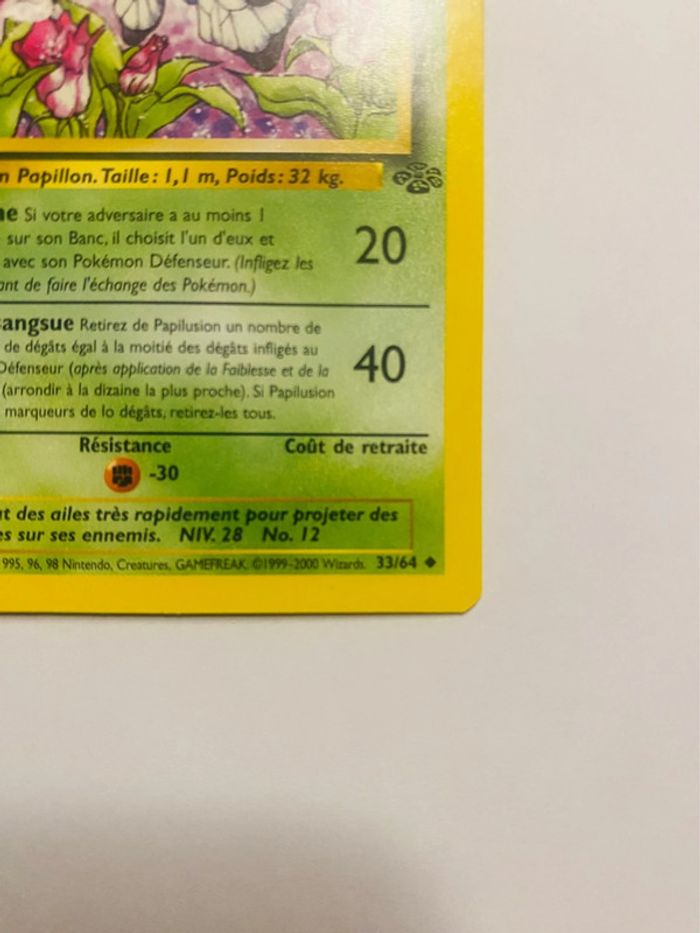 n Papillon. Taille: 1,1 m, Poids: 32 kg.
ne Si votre adversaire a au moins 1
sur son Banc, il choisit l'un d'eux et
avec son Pokémon Défenseur. (Infligez les
ant de faire l'échange des Pokémon.)
20
angsue Retirez de Papilusion un nombre de
de dégâts égal à la moitié des dégâts infligés au
Défenseur (après application de la Faiblesse et de la
(arrondir à la dizaine la plus proche). Si Papilusion
marqueurs de lo dégâts, retirez-les tous.
40
Résistance Coût de retraite
-30
t des ailes très rapidement pour projeter des
s sur ses ennemis. NIV. 28 No. 12
995, 96, 98 Nintendo, Creatures, GAMEFREAK. ©1999-2000 Wizards. 33/64